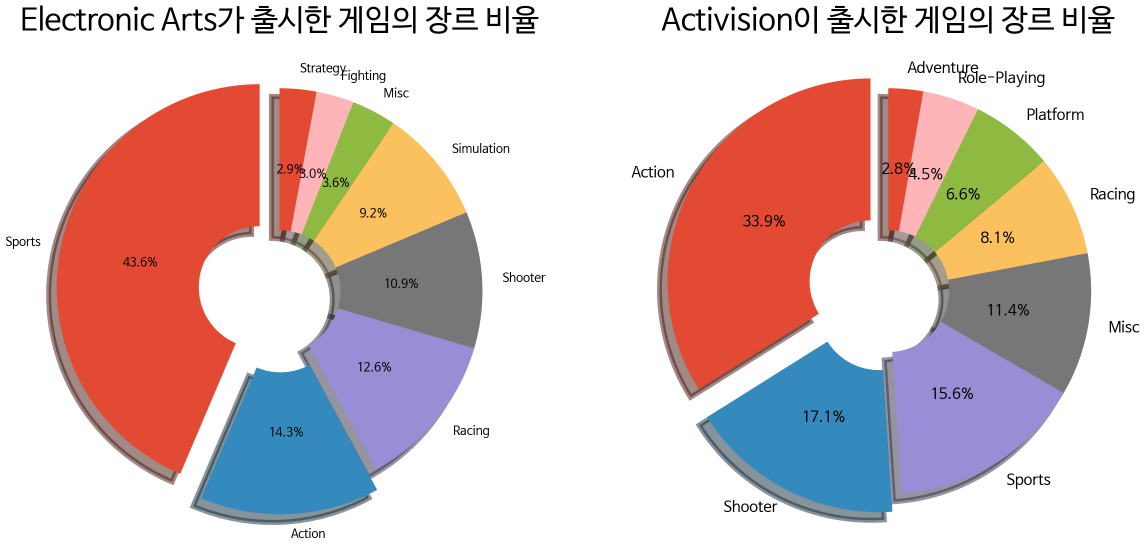 Electronic Arts가 출시한 게임의 장르 비율
Strategy
Fighting
Misc
Simulation
Shooter
Racing
Action
Sports
2.9%
3.0%
3.6%
9.2%
10.9%
12.6%
14.3%
43.6%
Activision이 출시한 게임의 장르 비율
Adventure
Role-Playing
Platform
Racing
Misc
Sports
Shooter
Action
2.8%
4.5%
6.6%
8.1%
11.4%
15.6%
17.1%
33.9%